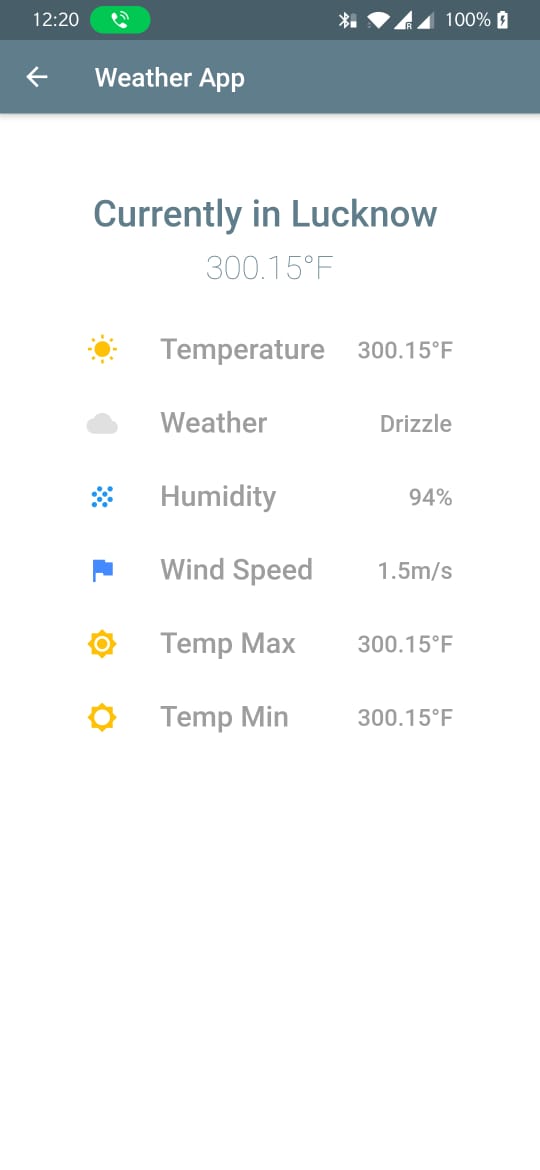 12:20 100%
Weather App
Currently in Lucknow
300.15°F
Temperature 300.15°F
Weather Drizzle
Humidity 94%
Wind Speed 1.5m/s
Temp Max 300.15°F
Temp Min 300.15°F